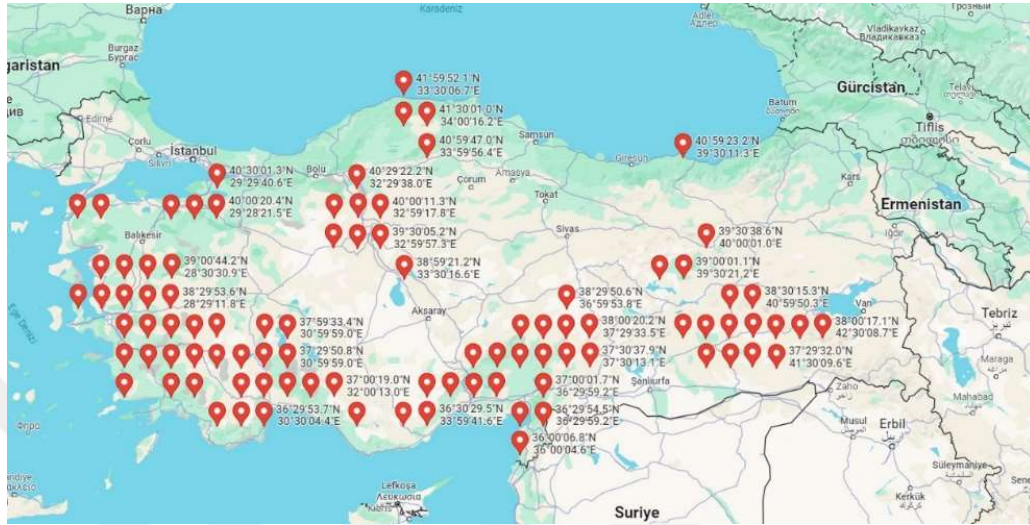 Варна
Karadeniz
Adler
Адлер
Грозный
Vladikavkaz
Владикавказ
Burgaz
Бургас
garistan
Gürcistan
Telavi
Batum
Tiflis
თბილისი
Edirne
Çorlu
Silivri
İstanbul
41°59'52.1"N
33°30'06.7"E
41°30'01.0"N
34°00'16.2"E
40°59'47.0"N
33°59'56.4"E
Samsun
Giresun
40°59'23.2"N
39°30'11.3"E
40°30'01.3"N
29°29'40.6"E
Bolu
40°29'22.2"N
32°29'38.0"E
Çorum
Amasya
Tokat
Kars
Ermenistan
40°00'20.4"N
29°28'21.5"E
40°00'11.3"N
32°59'17.8"E
Balıkesir
39°30'05.2"N
32°59'57.3"E
Sivas
39°30'38.6"N
40°00'01.0"E
Iğdır
39°00'44.2"N
28°30'30.9"E
38°59'21.2"N
33°30'16.6"E
39°00'01.1"N
39°30'21.2"E
38°29'53.6"N
28°29'11.8"E
38°29'50.6"N
36°59'53.8"E
38°30'15.3"N
40°59'50.3"E
Van
Ege Denizi
Aksaray
37°59'33.4"N
30°59'59.0"E
38°00'20.2"N
37°29'33.5"E
38°00'17.1"N
42°30'08.7"E
Tebriz
تبریز
37°29'50.8"N
30°59'59.0"E
37°30'37.9"N
37°30'13.1"E
37°29'32.0"N
41°30'09.6"E
Maraga
مراغه
37°00'19.0"N
32°00'13.0"E
37°00'01.7"N
36°29'59.2"E
Şanlıurfa
Zaho
زاخو
Mahabad
مهاباد
36°29'53.7"N
30°30'04.4"E
36°30'29.5"N
33°59'41.6"E
36°29'54.5"N
36°29'59.2"E
Musul
الموصل
Erbil
36°00'06.8"N
36°00'04.6"E
Süleymaniye
Lefkoşa
Λευκωσία
Kıbrıs
Suriye
Kerkük
كركوك